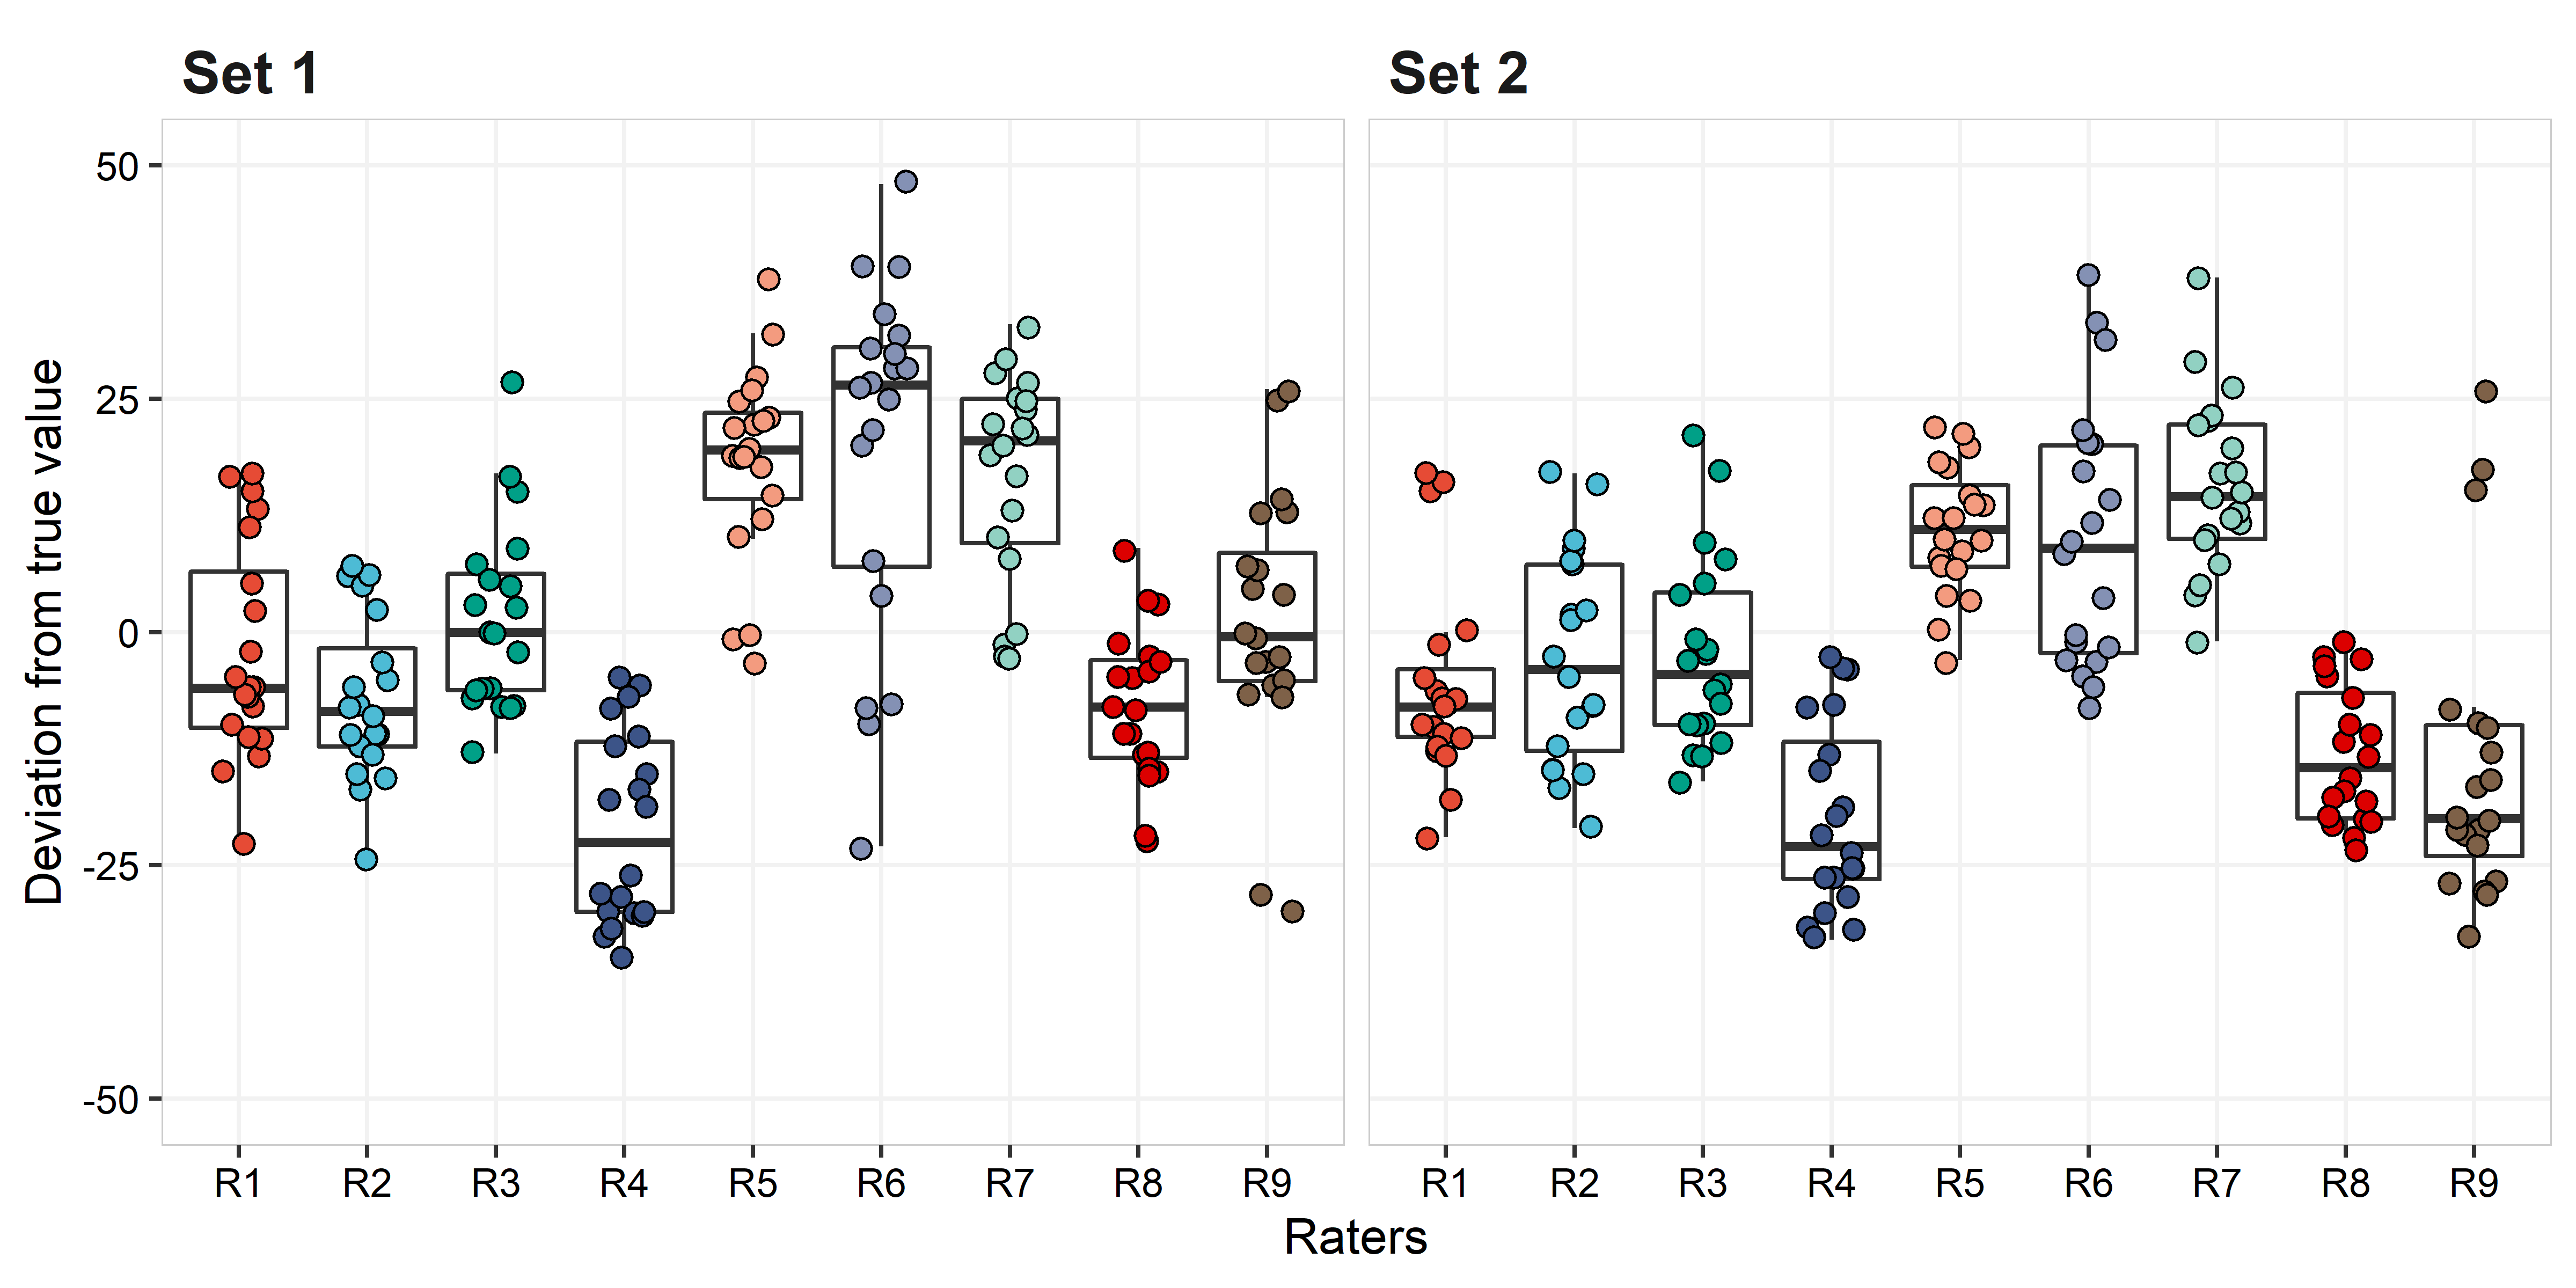 Set 1
Set 2
Deviation from true value
50
25
0
-25
-50
R1 R2 R3 R4 R5 R6 R7 R8 R9
R1 R2 R3 R4 R5 R6 R7 R8 R9
Raters